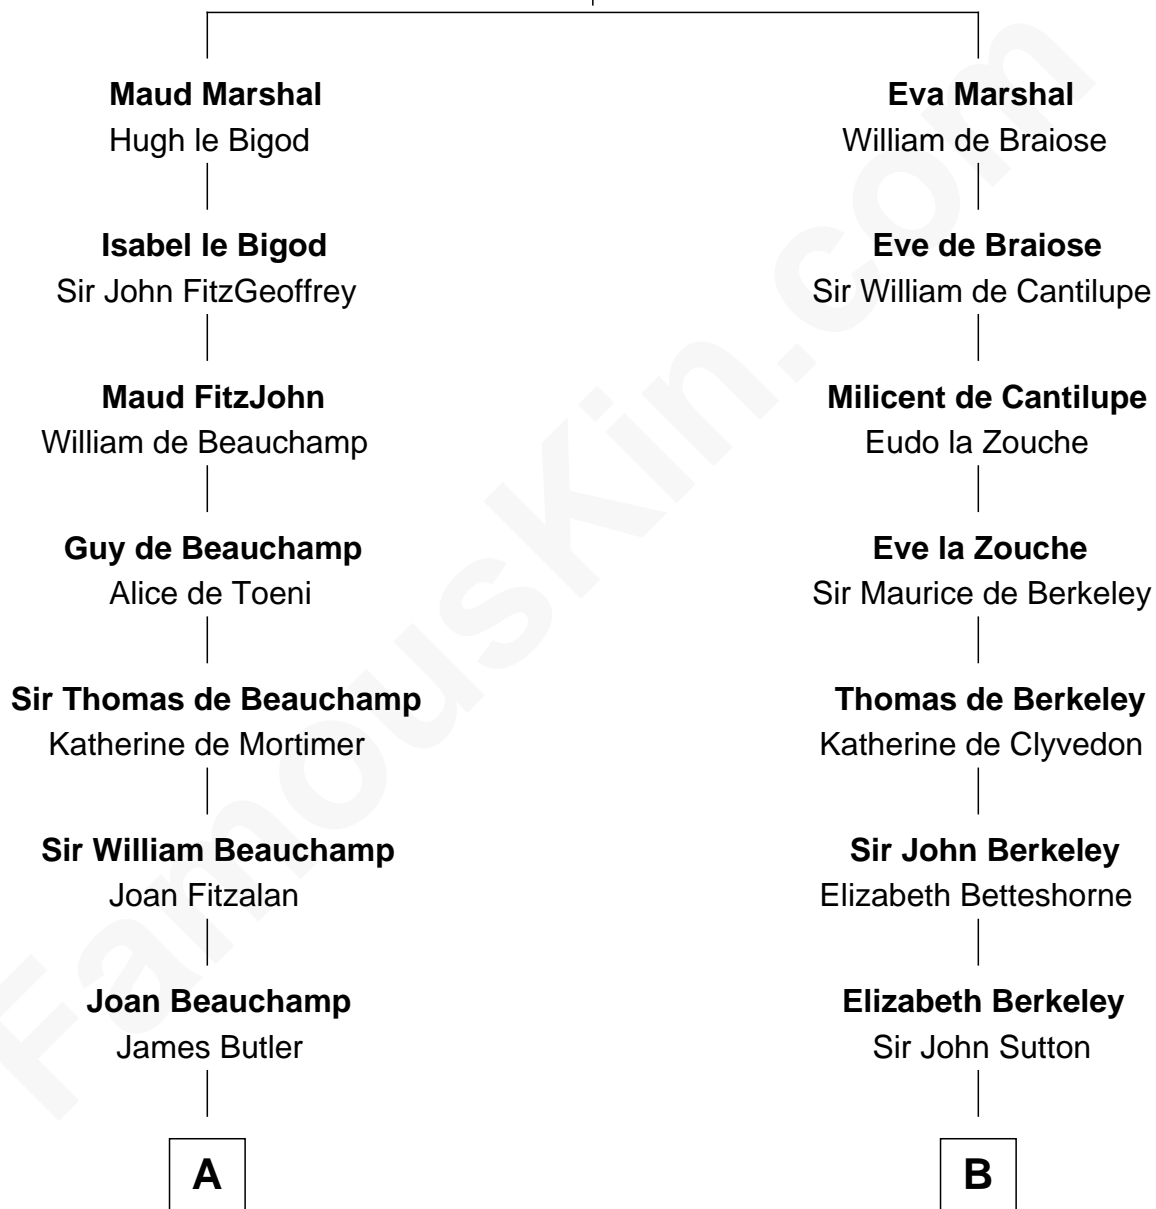 Maud Marshal
Hugh le Bigod
Isabel le Bigod
Sir John FitzGeoffrey
Maud FitzJohn
William de Beauchamp
Guy de Beauchamp
Alice de Toeni
Sir Thomas de Beauchamp
Katherine de Mortimer
Sir William Beauchamp
Joan Fitzalan
Joan Beauchamp
James Butler
A
Eva Marshal
William de Braiose
Eve de Braiose
Sir William de Cantilupe
Milicent de Cantilupe
Eudo la Zouche
Eve la Zouche
Sir Maurice de Berkeley
Thomas de Berkeley
Katherine de Clyvedon
Sir John Berkeley
Elizabeth Betteshorne
Elizabeth Berkeley
Sir John Sutton
B
FamousKin.com